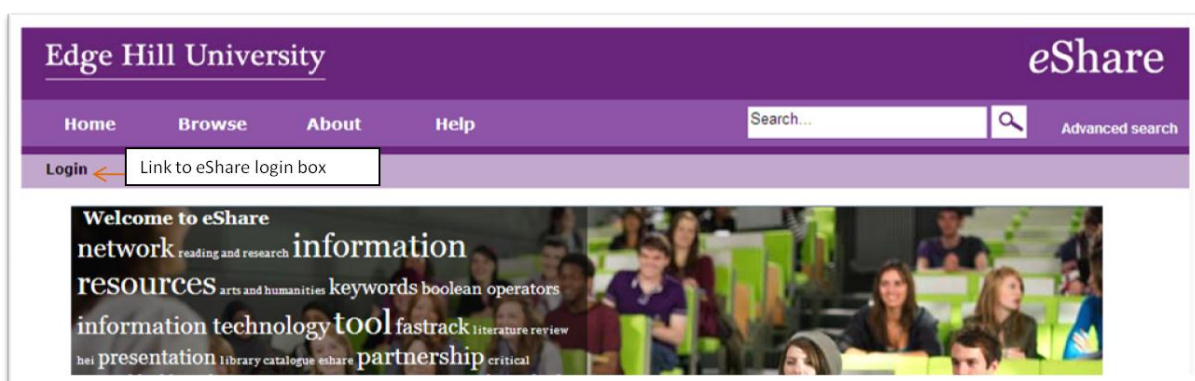 Edge Hill University
eShare
Home Browse About Help
Search...
Advanced search
Login
Link to eShare login box
Welcome to eShare
network reading and research information
resources arts and humanities keywords boolean operators
information technology tool fastrack literature review
hei presentation library catalogue eshare partnership critical